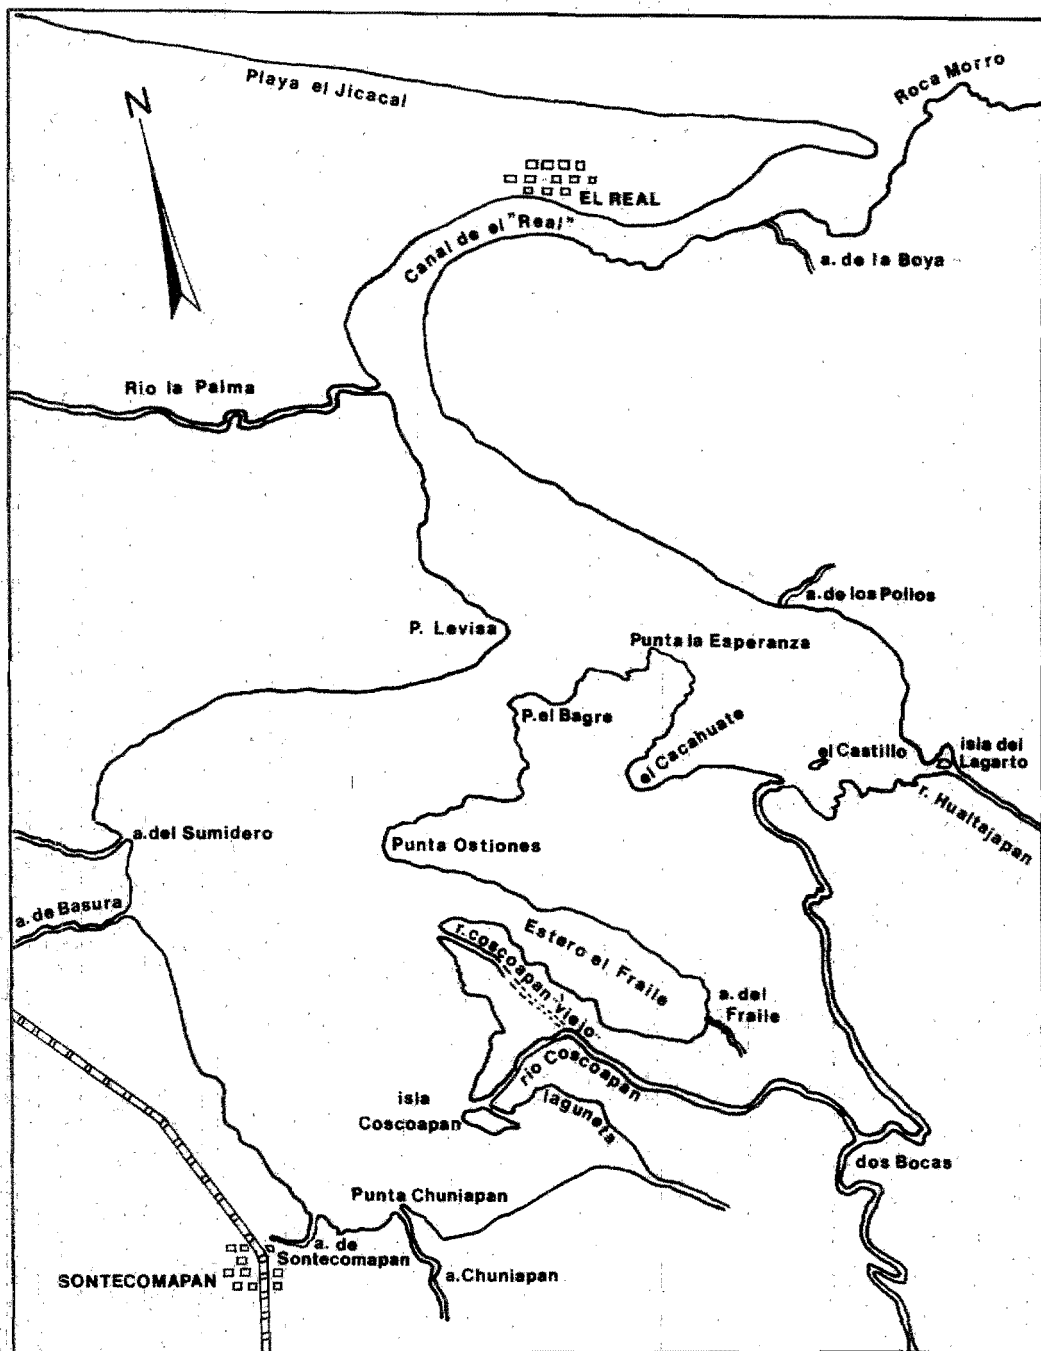 Playa el Jicacal
Roca Morro
N
EL REAL
Canal de el "Real"
a. de la Boya
Rio la Palma
a. de los Pollos
P. Levisa
Punta la Esperanza
P. el Bagre
el Cacahuate
el Castillo
isla del
Lagarto
r. Hualtajapan
a. del Sumidero
Punta Ostiones
a. de Basura
Estero el Fraile
r. coscoapan viejo
a. del
Fraile
rio Coscoapan
isla
Coscoapan
laguneta
dos Bocas
Punta Chuniapan
a. de
Sontecomapan
SONTECOMAPAN
a. Chuniapan